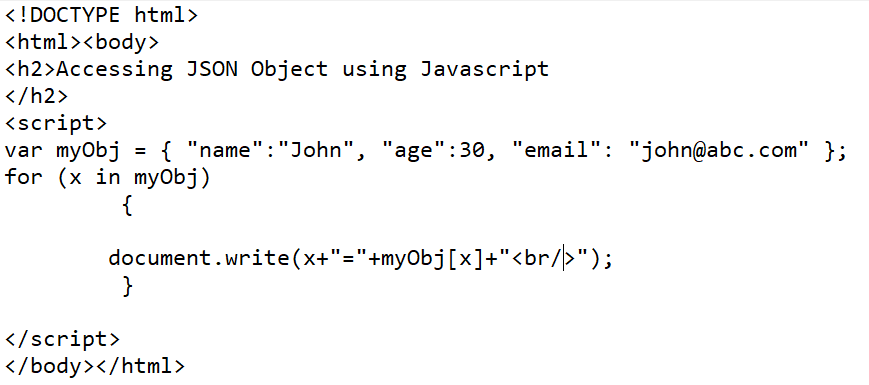 <!DOCTYPE html>
<html><body>
<h2>Accessing JSON Object using Javascript
</h2>
<script>
var myObj = { "name":"John", "age":30, "email": "john@abc.com" };
for (x in myObj)
{
document.write(x+"="+myObj[x]+"<br/>");
}
</script>
</body></html>